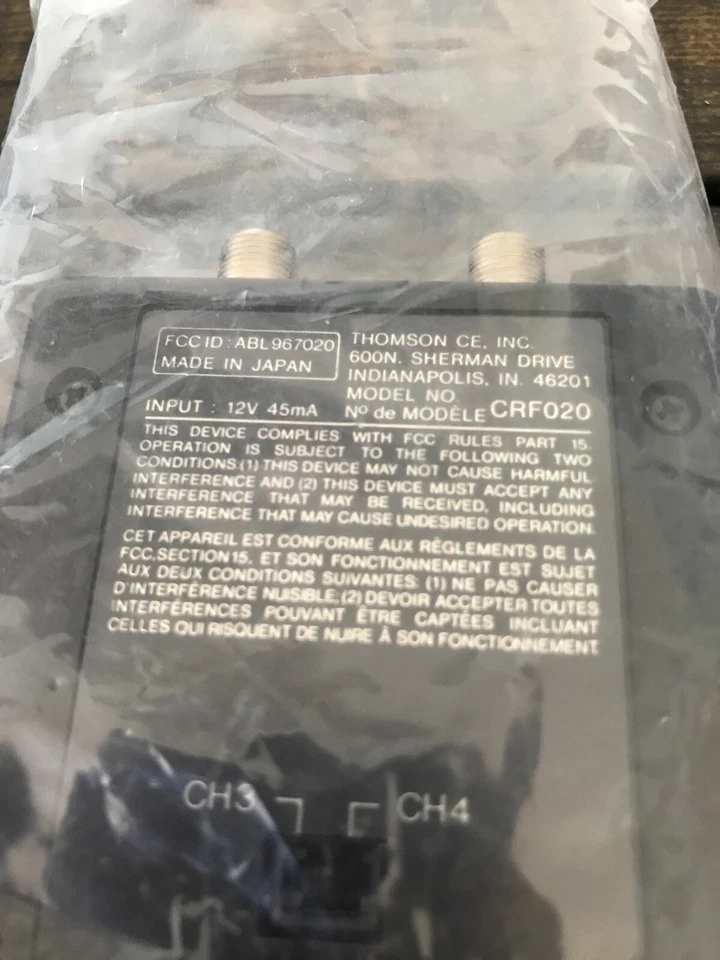 FCC ID : ABL967020
MADE IN JAPAN
INPUT : 12V 45mA
THOMSON CE, INC.
600N. SHERMAN DRIVE
INDIANAPOLIS, IN. 46201
MODEL NO.
Nº de MODÈLE CRF020
THIS DEVICE COMPLIES WITH FCC RULES PART 15.
OPERATION IS SUBJECT TO THE FOLLOWING TWO
CONDITIONS:(1) THIS DEVICE MAY NOT CAUSE HARMFUL
INTERFERENCE AND (2) THIS DEVICE MUST ACCEPT ANY
INTERFERENCE THAT MAY BE RECEIVED, INCLUDING
INTERFERENCE THAT MAY CAUSE UNDESIRED OPERATION.
CET APPAREIL EST CONFORME AUX RÈGLEMENTS DE LA
FCC,SECTION15, ET SON FONCTIONNEMENT EST SUJET
AUX DEUX CONDITIONS SUIVANTES: (1) NE PAS CAUSER
D'INTERFÉRENCE NUISIBLE;(2) DEVOIR ACCEPTER TOUTES
INTERFÉRENCES POUVANT ÊTRE CAPTÉES INCLUANT
CELLES QUI RISQUENT DE NUIRE À SON FONCTIONNEMENT.
CH3 CH4